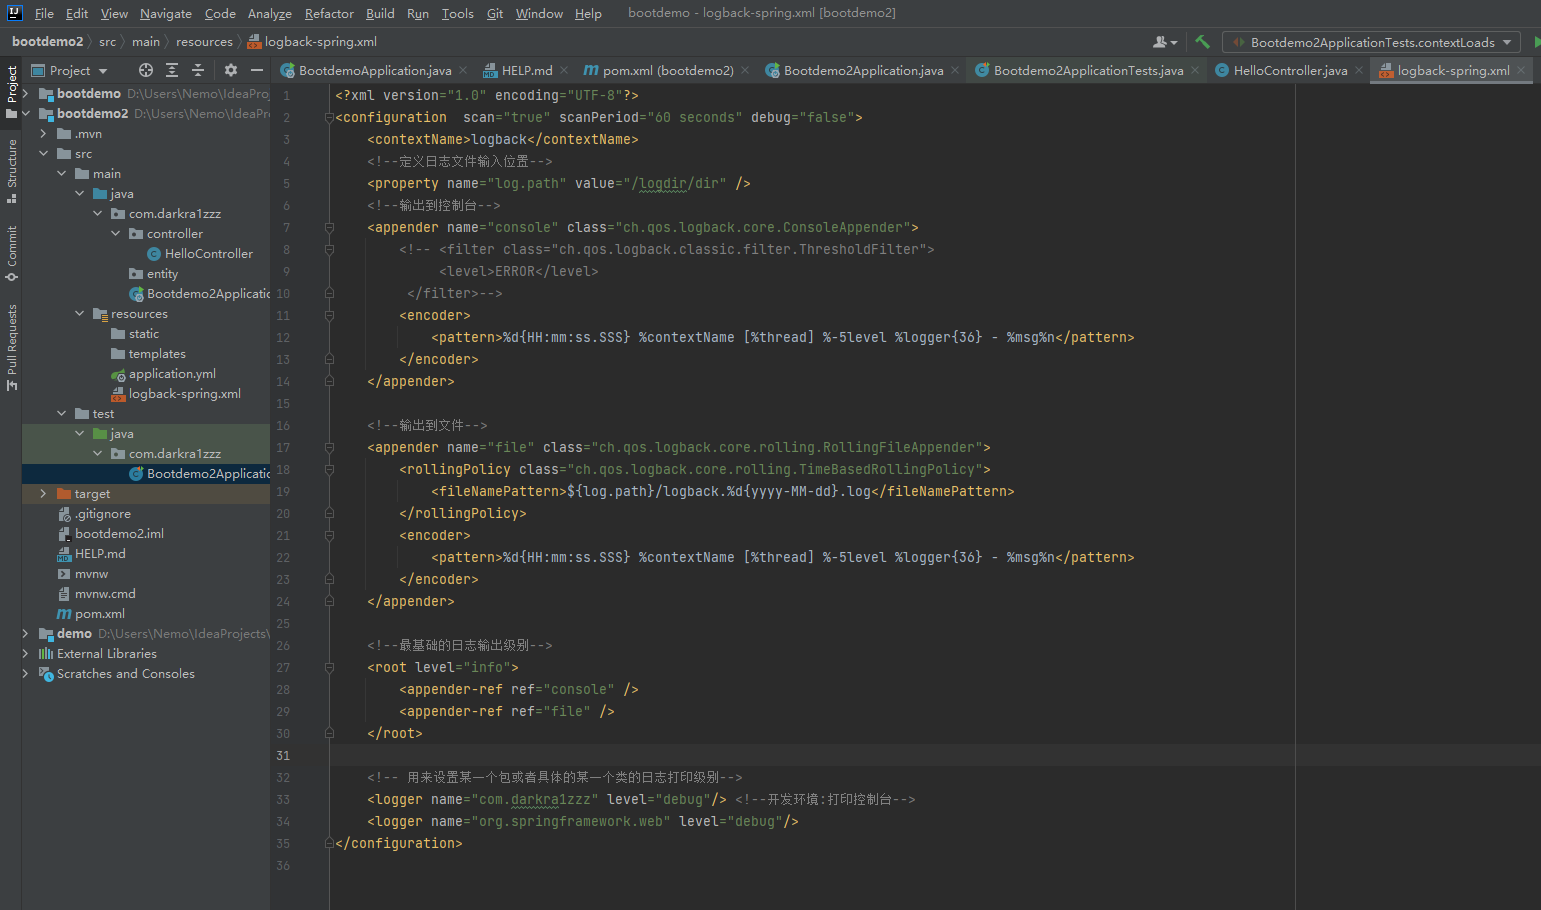 File Edit View Navigate Code Analyze Refactor Build Run Tools Git Window Help bootdemo - logback-spring.xml [bootdemo2]
bootdemo2 src main resources logback-spring.xml Bootdemo2ApplicationTests.contextLoads
Project BootdemoApplication.java HELP.md pom.xml (bootdemo2) Bootdemo2Application.java Bootdemo2ApplicationTests.java HelloController.java logback-spring.xml
Project
Structure
Commit
Pull Requests
bootdemo D:\Users\Nemo\IdeaProj
bootdemo2 D:\Users\Nemo\IdeaPr
.mvn
src
main
java
com.darkra1zzz
controller
HelloController
entity
Bootdemo2Applicatio
resources
static
templates
application.yml
logback-spring.xml
test
java
com.darkra1zzz
Bootdemo2Applicatio
target
.gitignore
bootdemo2.iml
HELP.md
mvnw
mvnw.cmd
pom.xml
demo D:\Users\Nemo\IdeaProjects\
External Libraries
Scratches and Consoles
1 <?xml version="1.0" encoding="UTF-8"?>
2 <configuration  scan="true" scanPeriod="60 seconds" debug="false">
3     <contextName>logback</contextName>
4     <!--定义日志文件输入位置-->
5     <property name="log.path" value="/logdir/dir" />
6     <!--输出到控制台-->
7     <appender name="console" class="ch.qos.logback.core.ConsoleAppender">
8         <!-- <filter class="ch.qos.logback.classic.filter.ThresholdFilter">
9              <level>ERROR</level>
10          </filter>-->
11         <encoder>
12             <pattern>%d{HH:mm:ss.SSS} %contextName [%thread] %-5level %logger{36} - %msg%n</pattern>
13         </encoder>
14     </appender>
15
16     <!--输出到文件-->
17     <appender name="file" class="ch.qos.logback.core.rolling.RollingFileAppender">
18         <rollingPolicy class="ch.qos.logback.core.rolling.TimeBasedRollingPolicy">
19             <fileNamePattern>${log.path}/logback.%d{yyyy-MM-dd}.log</fileNamePattern>
20         </rollingPolicy>
21         <encoder>
22             <pattern>%d{HH:mm:ss.SSS} %contextName [%thread] %-5level %logger{36} - %msg%n</pattern>
23         </encoder>
24     </appender>
25
26     <!--最基础的日志输出级别-->
27     <root level="info">
28         <appender-ref ref="console" />
29         <appender-ref ref="file" />
30     </root>
31
32     <!-- 用来设置某一个包或者具体的某一个类的日志打印级别-->
33     <logger name="com.darkra1zzz" level="debug"/> <!--开发环境:打印控制台-->
34     <logger name="org.springframework.web" level="debug"/>
35 </configuration>
36